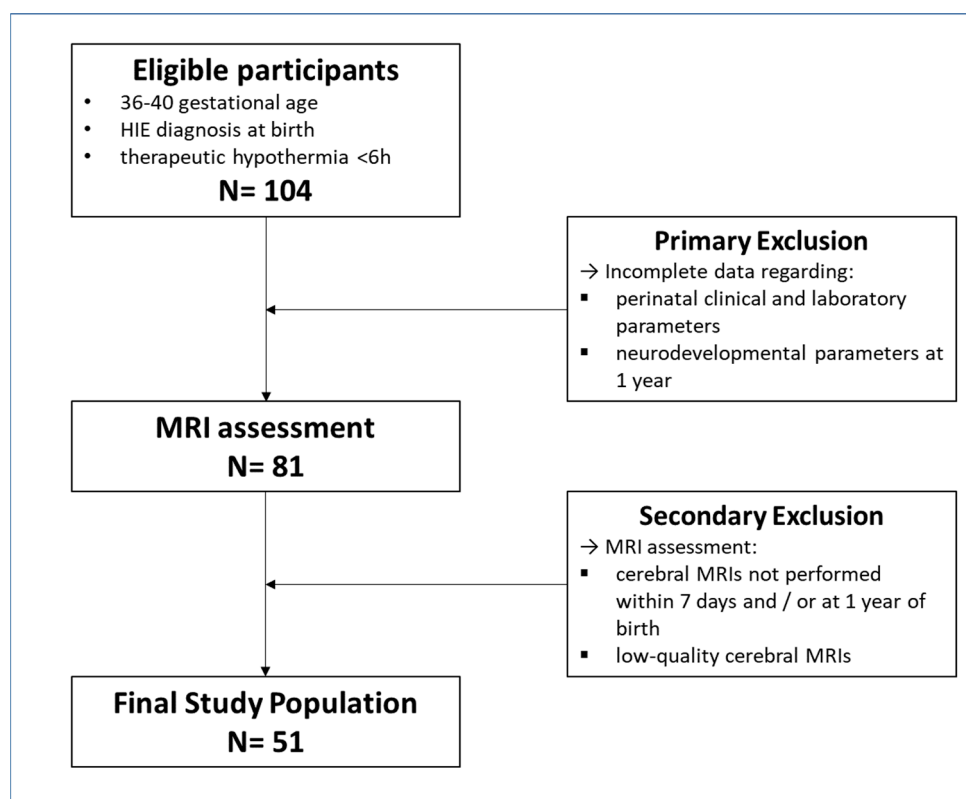 Eligible participants
• 36-40 gestational age
• HIE diagnosis at birth
• therapeutic hypothermia <6h
N= 104
Primary Exclusion
→ Incomplete data regarding:
▪ perinatal clinical and laboratory
parameters
▪ neurodevelopmental parameters at
1 year
MRI assessment
N= 81
Secondary Exclusion
→ MRI assessment:
▪ cerebral MRIs not performed
within 7 days and / or at 1 year of
birth
▪ low-quality cerebral MRIs
Final Study Population
N= 51